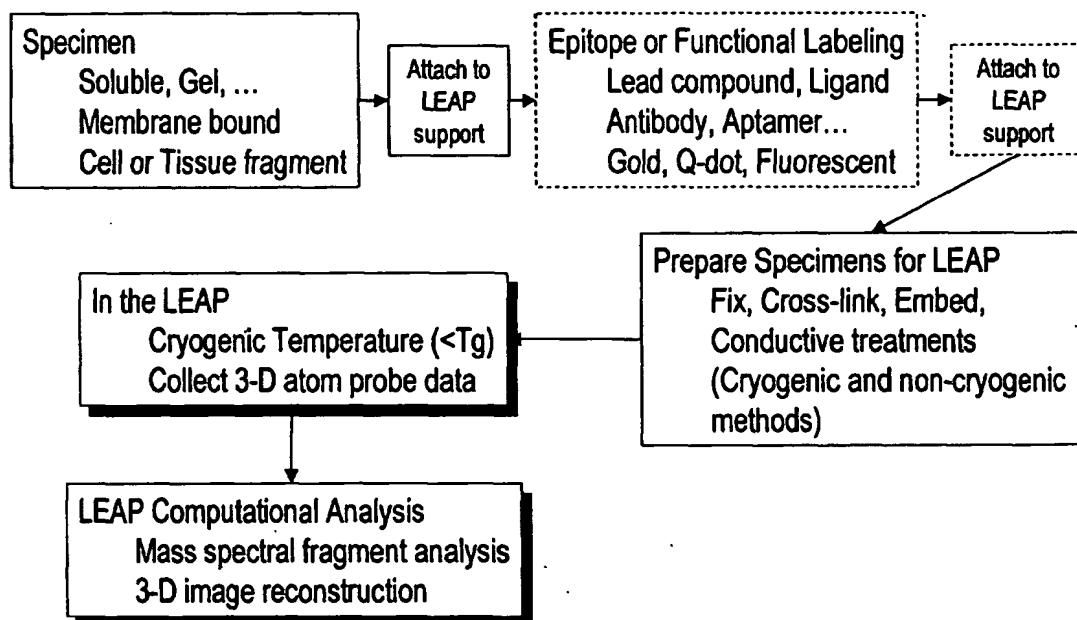 Specimen
Soluble, Gel, ...
Membrane bound
Cell or Tissue fragment
Attach to
LEAP
support
Epitope or Functional Labeling
Lead compound, Ligand
Antibody, Aptamer...
Gold, Q-dot, Fluorescent
Attach to
LEAP
support
Prepare Specimens for LEAP
Fix, Cross-link, Embed,
Conductive treatments
(Cryogenic and non-cryogenic
methods)
In the LEAP
Cryogenic Temperature (<Tg)
Collect 3-D atom probe data
LEAP Computational Analysis
Mass spectral fragment analysis
3-D image reconstruction